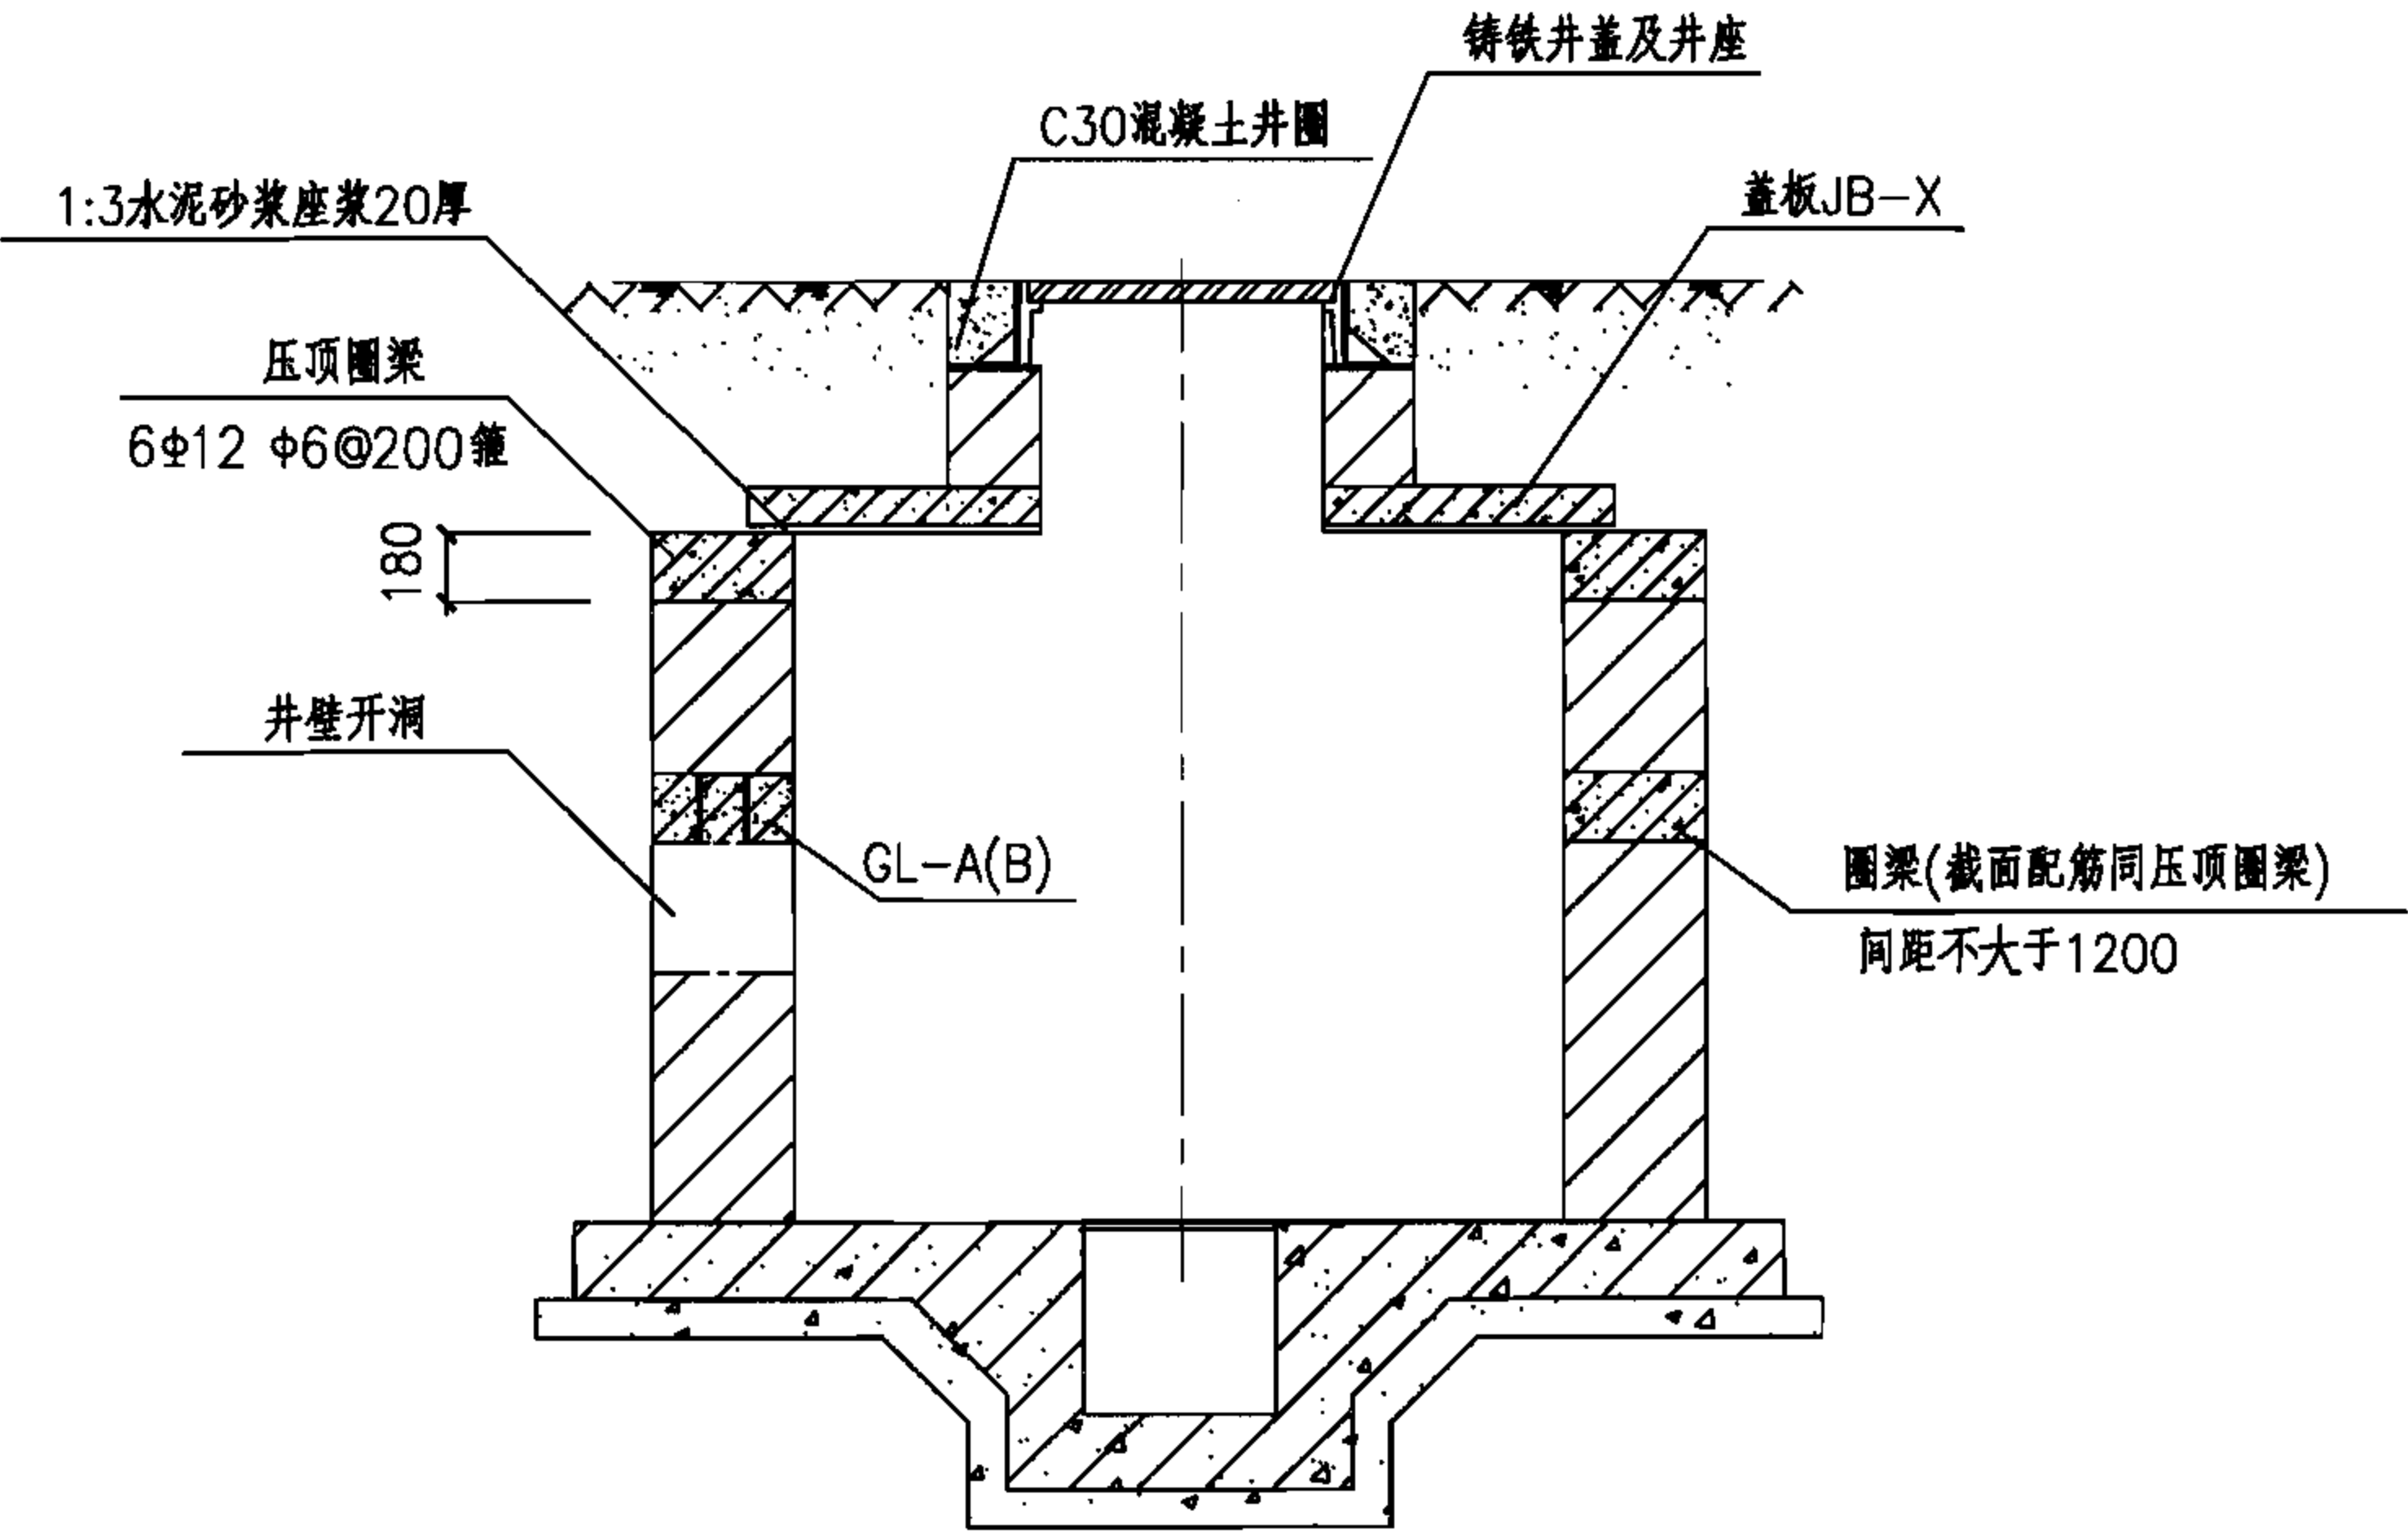 铸铁井盖及井座
C30混凝土井圈
盖板JB-X
1:3水泥砂浆座浆20厚
压顶圈梁
6Φ12 Φ6@200箍
180
井壁开洞
GL-A(B)
圈梁(截面配筋同压顶圈梁)
间距不大于1200